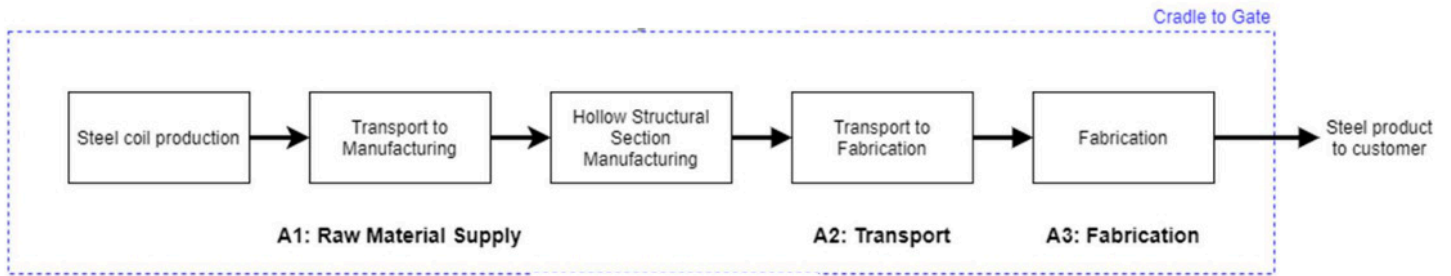 Cradle to Gate
Steel coil production
Transport to
Manufacturing
Hollow Structural
Section
Manufacturing
Transport to
Fabrication
Fabrication
Steel product
to customer
A1: Raw Material Supply
A2: Transport
A3: Fabrication